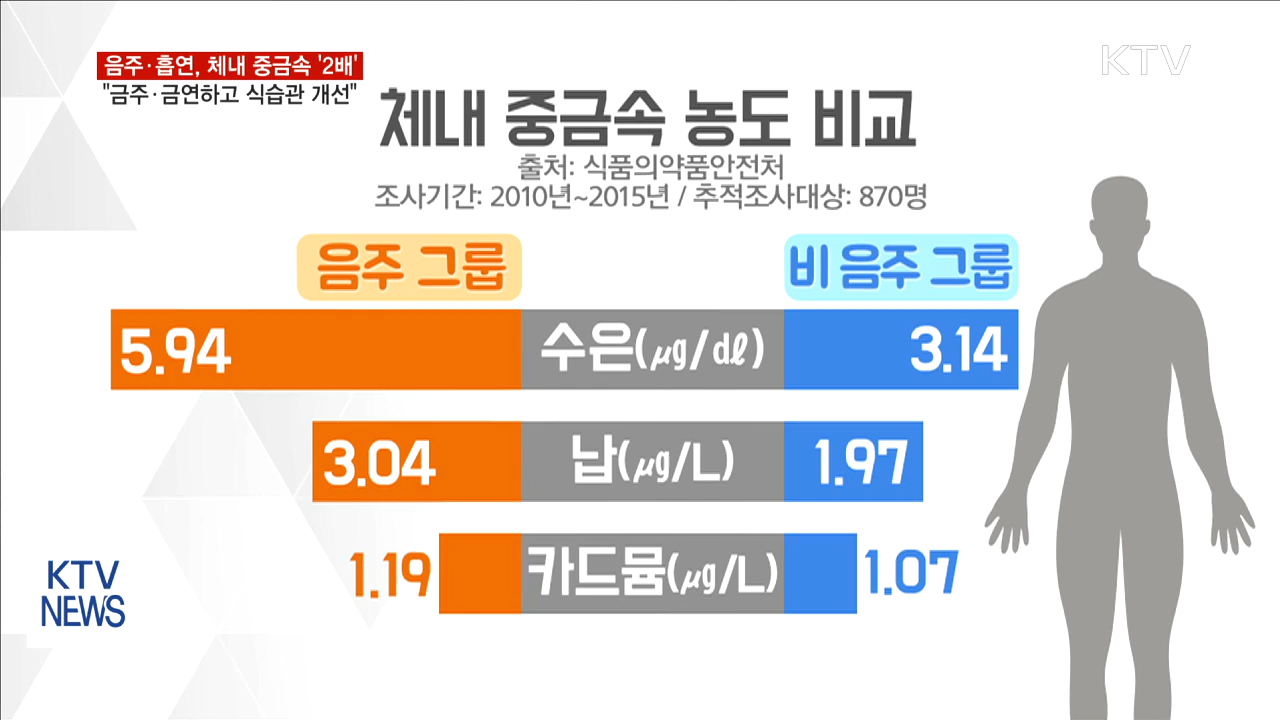 음주·흡연, 체내 중금속 '2배'
"금주·금연하고 식습관 개선"
KTV
체내 중금속 농도 비교
출처: 식품의약품안전처
조사기간: 2010년~2015년 / 추적조사대상: 870명
음주 그룹 비 음주 그룹
5.94 수은(㎍/㎗) 3.14
3.04 납(㎍/L) 1.97
1.19 카드뮴(㎍/L) 1.07
KTV
NEWS